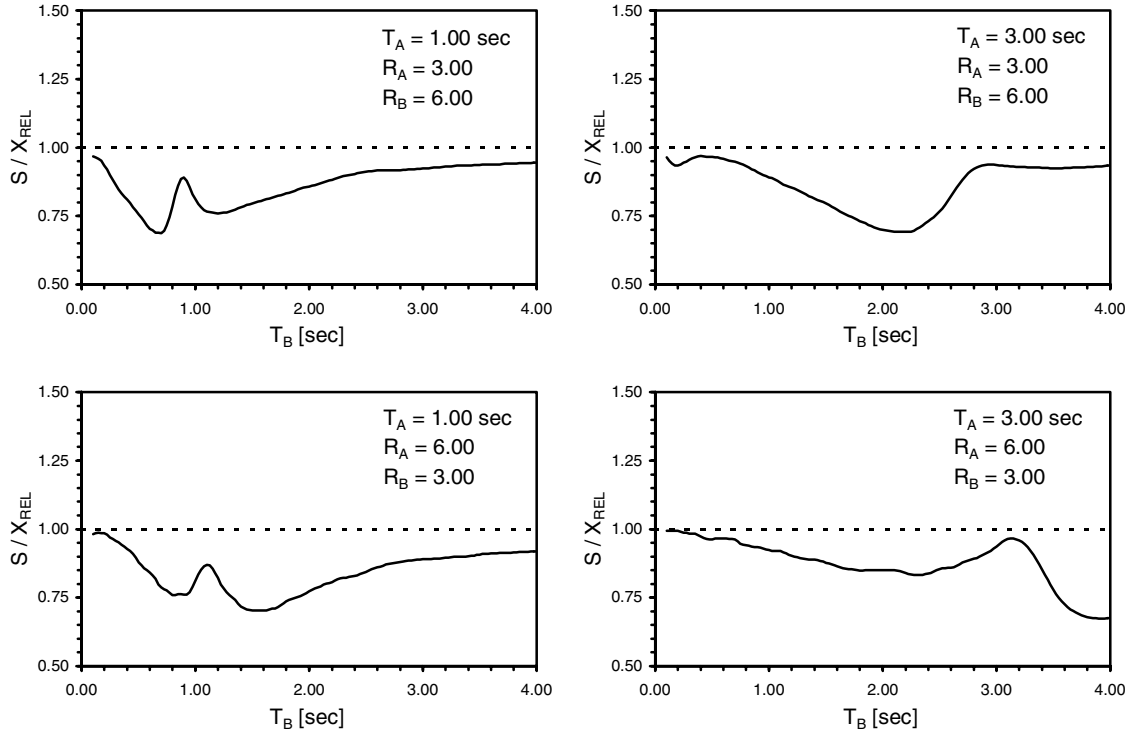 1.50
1.25
1.00
0.75
0.50
S / X_REL
T_A = 1.00 sec
R_A = 3.00
R_B = 6.00
0.00 1.00 2.00 3.00 4.00
T_B [sec]
1.50
1.25
1.00
0.75
0.50
S / X_REL
T_A = 3.00 sec
R_A = 3.00
R_B = 6.00
0.00 1.00 2.00 3.00 4.00
T_B [sec]
1.50
1.25
1.00
0.75
0.50
S / X_REL
T_A = 1.00 sec
R_A = 6.00
R_B = 3.00
0.00 1.00 2.00 3.00 4.00
T_B [sec]
1.50
1.25
1.00
0.75
0.50
S / X_REL
T_A = 3.00 sec
R_A = 6.00
R_B = 3.00
0.00 1.00 2.00 3.00 4.00
T_B [sec]